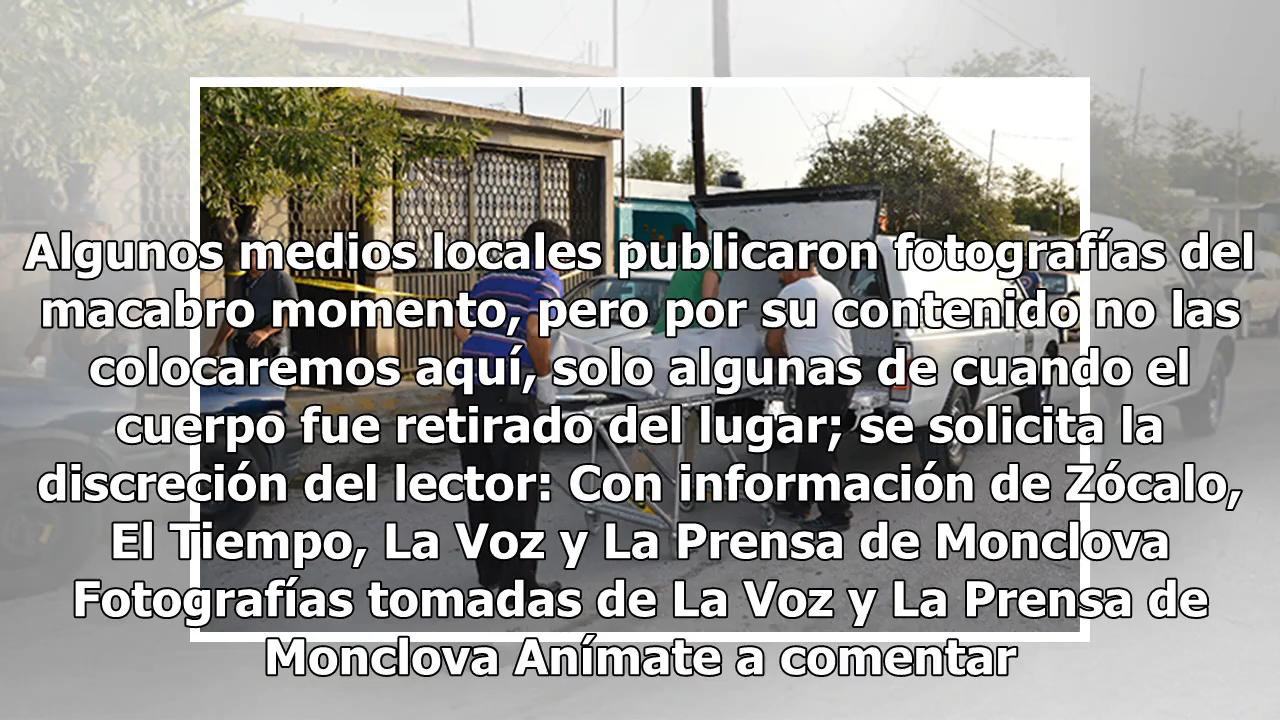 Algunos medios locales publicaron fotografías del
macabro momento, pero por su contenido no las
colocaremos aquí, solo algunas de cuando el
cuerpo fue retirado del lugar; se solicita la
discreción del lector: Con información de Zócalo,
El Tiempo, La Voz y La Prensa de Monclova
Fotografías tomadas de La Voz y La Prensa de
Monclova Anímate a comentar